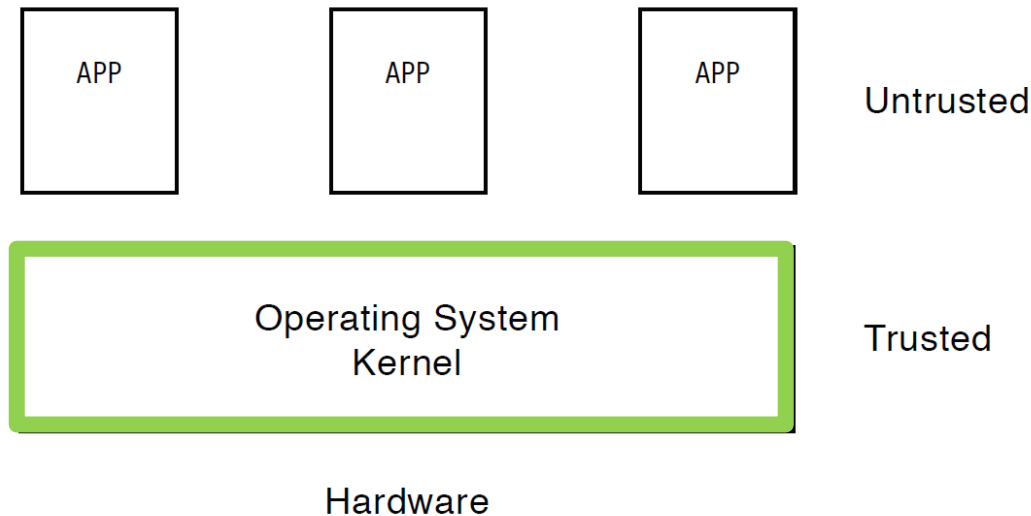 APP APP APP
Untrusted
Operating System
Kernel
Trusted
Hardware